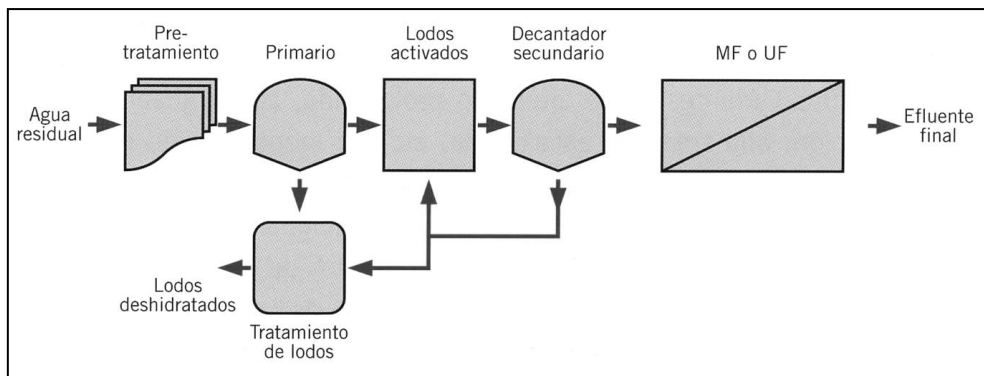 Pre-
tratamiento
Primario
Lodos
activados
Decantador
secundario
MF o UF
Agua
residual
Efluente
final
Lodos
deshidratados
Tratamiento
de lodos